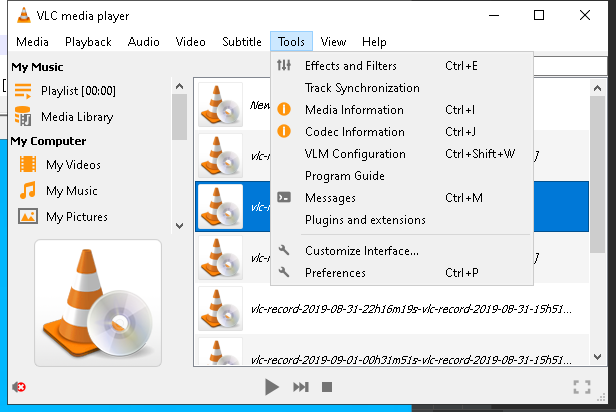 VLC media player
Media Playback Audio Video Subtitle Tools View Help
My Music
Playlist [00:00]
Media Library
My Computer
My Videos
My Music
My Pictures
Effects and Filters Ctrl+E
Track Synchronization
Media Information Ctrl+I
Codec Information Ctrl+J
VLM Configuration Ctrl+Shift+W
Program Guide
Messages Ctrl+M
Plugins and extensions
Customize Interface...
Preferences Ctrl+P
New
vlc-r
vlc-r
vlc-r
vlc-record-2019-08-31-22h16m19s-vlc-record-2019-08-31-15h51...
vlc-record-2019-09-01-00h31m51s-vlc-record-2019-08-31-15h51...